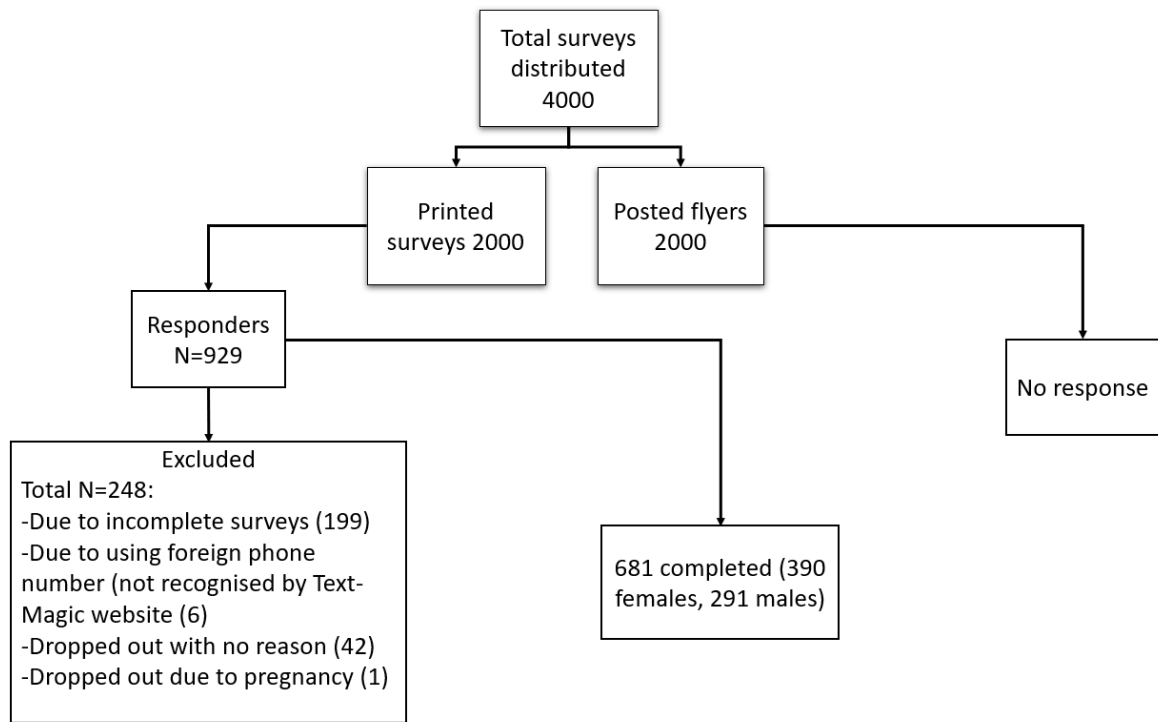 Total surveys
distributed
4000
Printed
surveys 2000
Posted flyers
2000
Responders
N=929
No response
Excluded
Total N=248:
-Due to incomplete surveys (199)
-Due to using foreign phone
number (not recognised by Text-
Magic website (6)
-Dropped out with no reason (42)
-Dropped out due to pregnancy (1)
681 completed (390
females, 291 males)